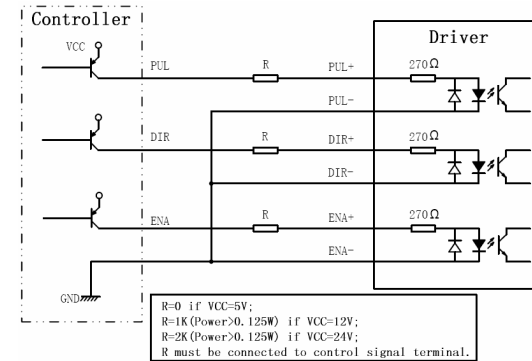 Controller
Driver
VCC
PUL
R
PUL+
270Ω
PUL-
DIR
R
DIR+
270Ω
DIR-
ENA
R
ENA+
270Ω
ENA-
GND
R=0 if VCC=5V;
R=1K(Power>0.125W) if VCC=12V;
R=2K(Power>0.125W) if VCC=24V;
R must be connected to control signal terminal.